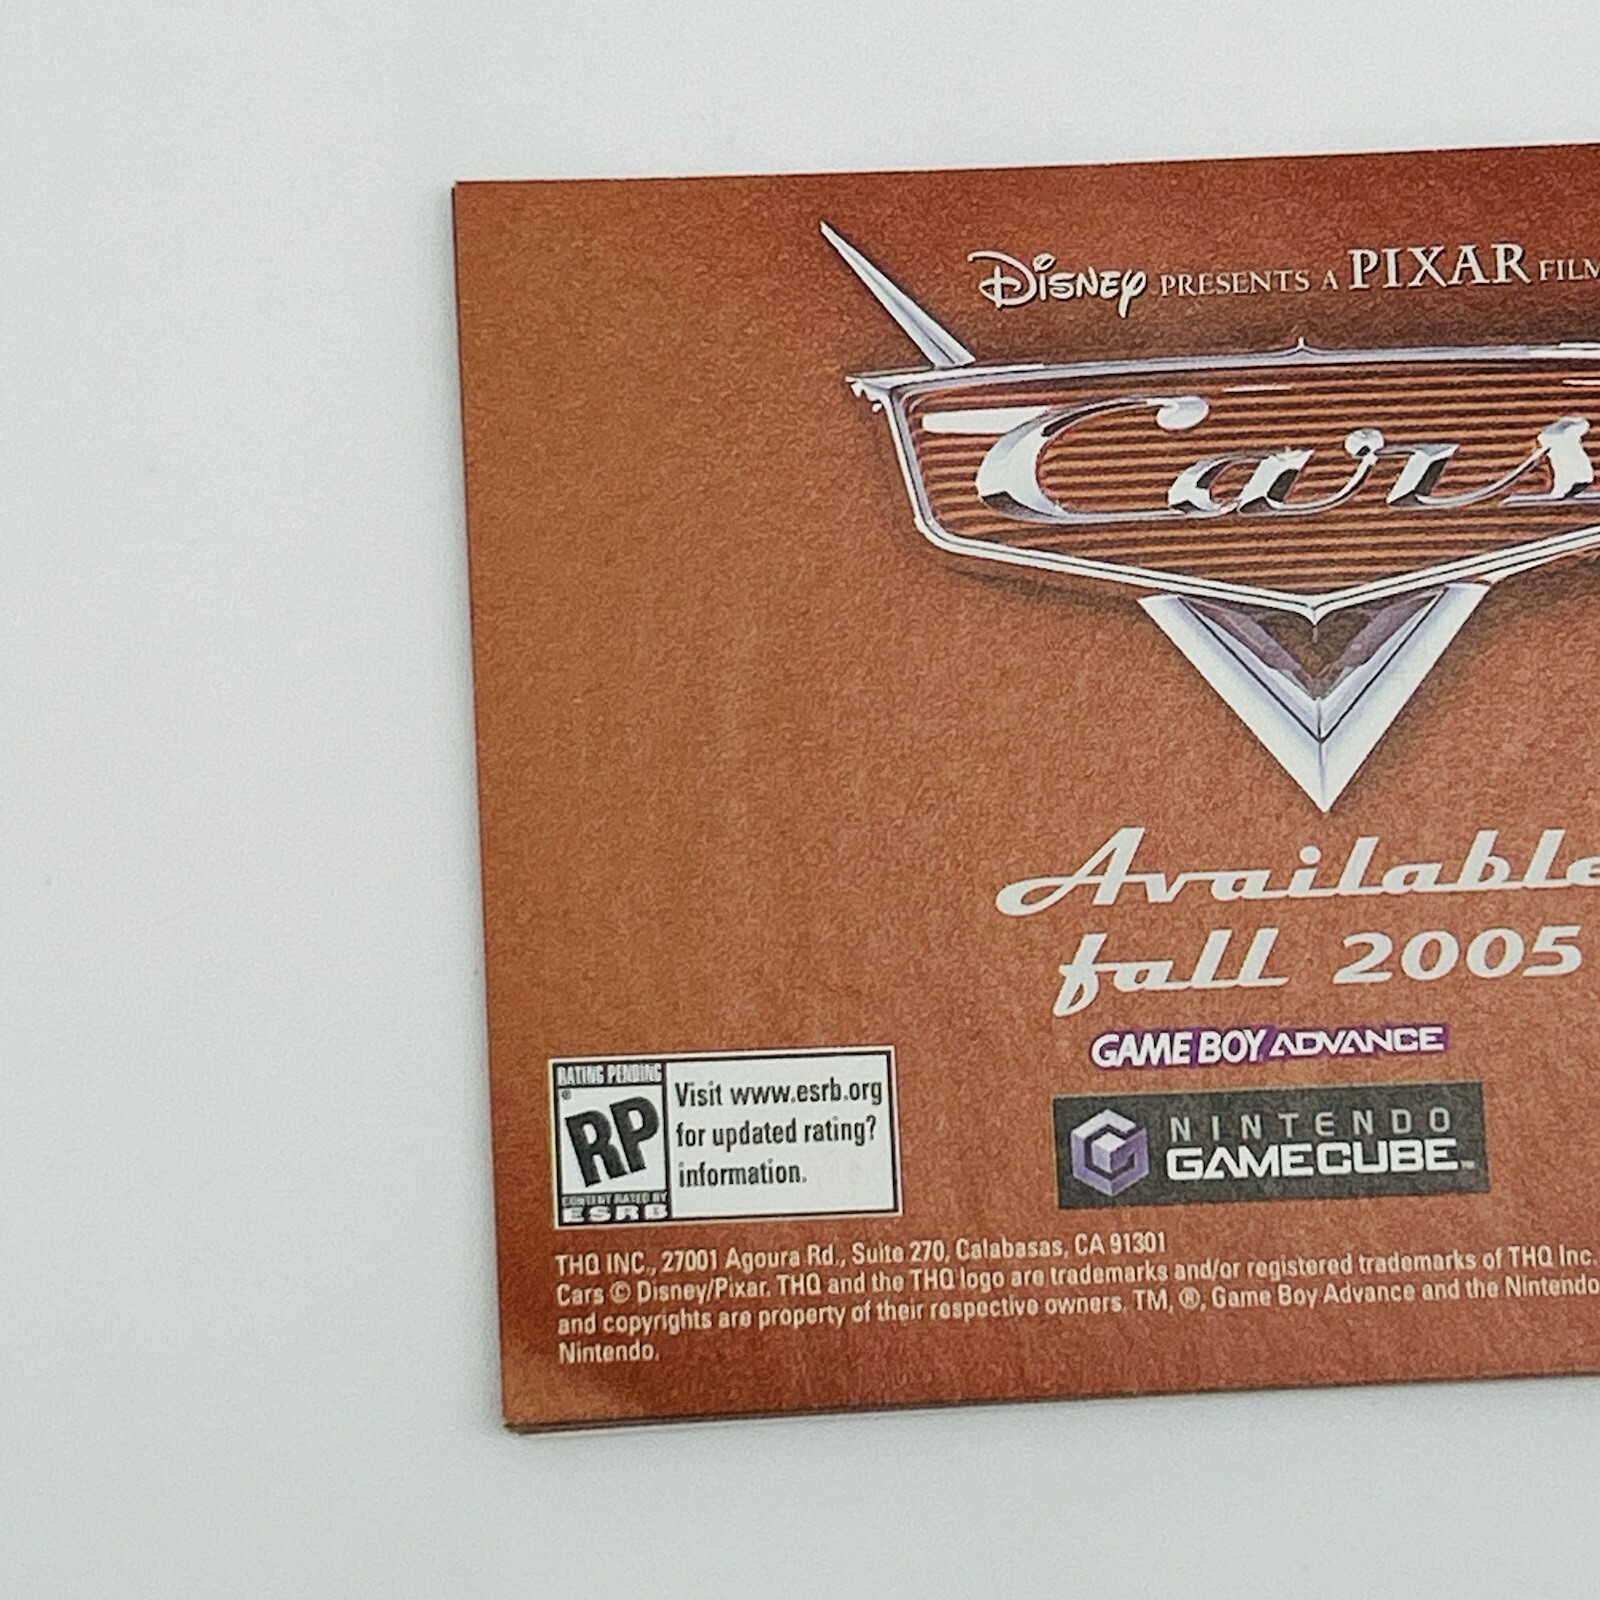 Disney PRESENTS A PIXAR FILM
Cars
Available
fall 2005
GAME BOY ADVANCE
NINTENDO
GAMECUBE™
RATING PENDING
RP
®
CONTENT RATED BY
ESRB
Visit www.esrb.org
for updated rating?
information.
THQ INC., 27001 Agoura Rd., Suite 270, Calabasas, CA 91301
Cars © Disney/Pixar. THQ and the THQ logo are trademarks and/or registered trademarks of THQ Inc.
and copyrights are property of their respective owners. TM, ®, Game Boy Advance and the Nintendo
Nintendo.